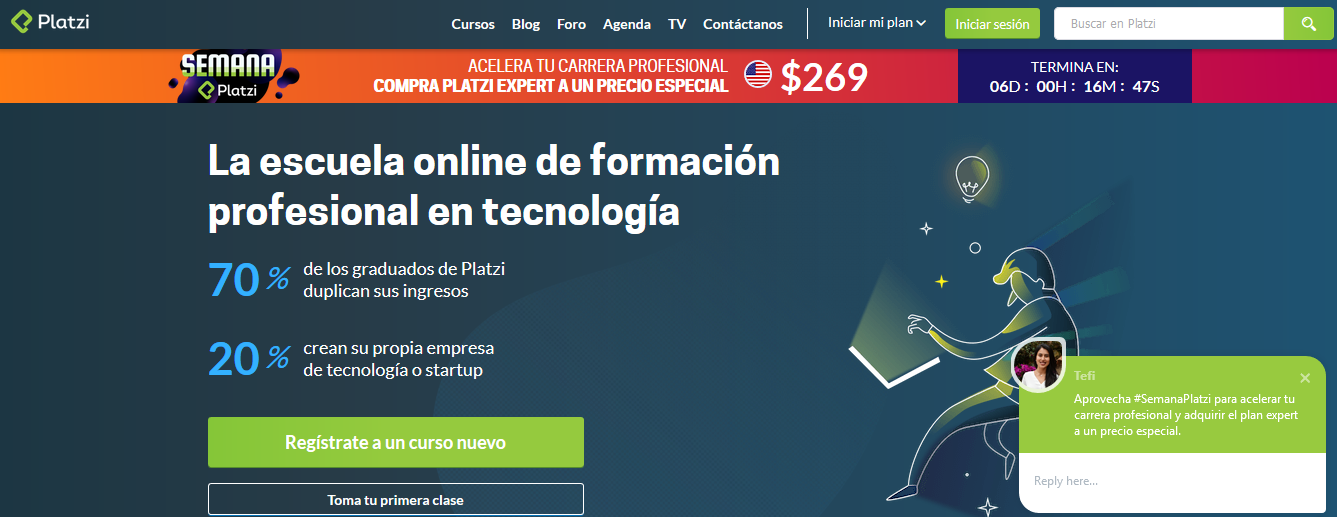 Platzi
Cursos Blog Foro Agenda TV Contáctanos Iniciar mi plan Iniciar sesión Buscar en Platzi
SEMANA
Platzi
ACELERA TU CARRERA PROFESIONAL
COMPRA PLATZI EXPERT A UN PRECIO ESPECIAL
$269
TERMINA EN:
06D : 00H : 16M : 47S
La escuela online de formación
profesional en tecnología
70 % de los graduados de Platzi
duplican sus ingresos
20 % crean su propia empresa
de tecnología o startup
Regístrate a un curso nuevo
Toma tu primera clase
Tefi
Aprovecha #SemanaPlatzi para acelerar tu
carrera profesional y adquirir el plan expert
a un precio especial.
Reply here...